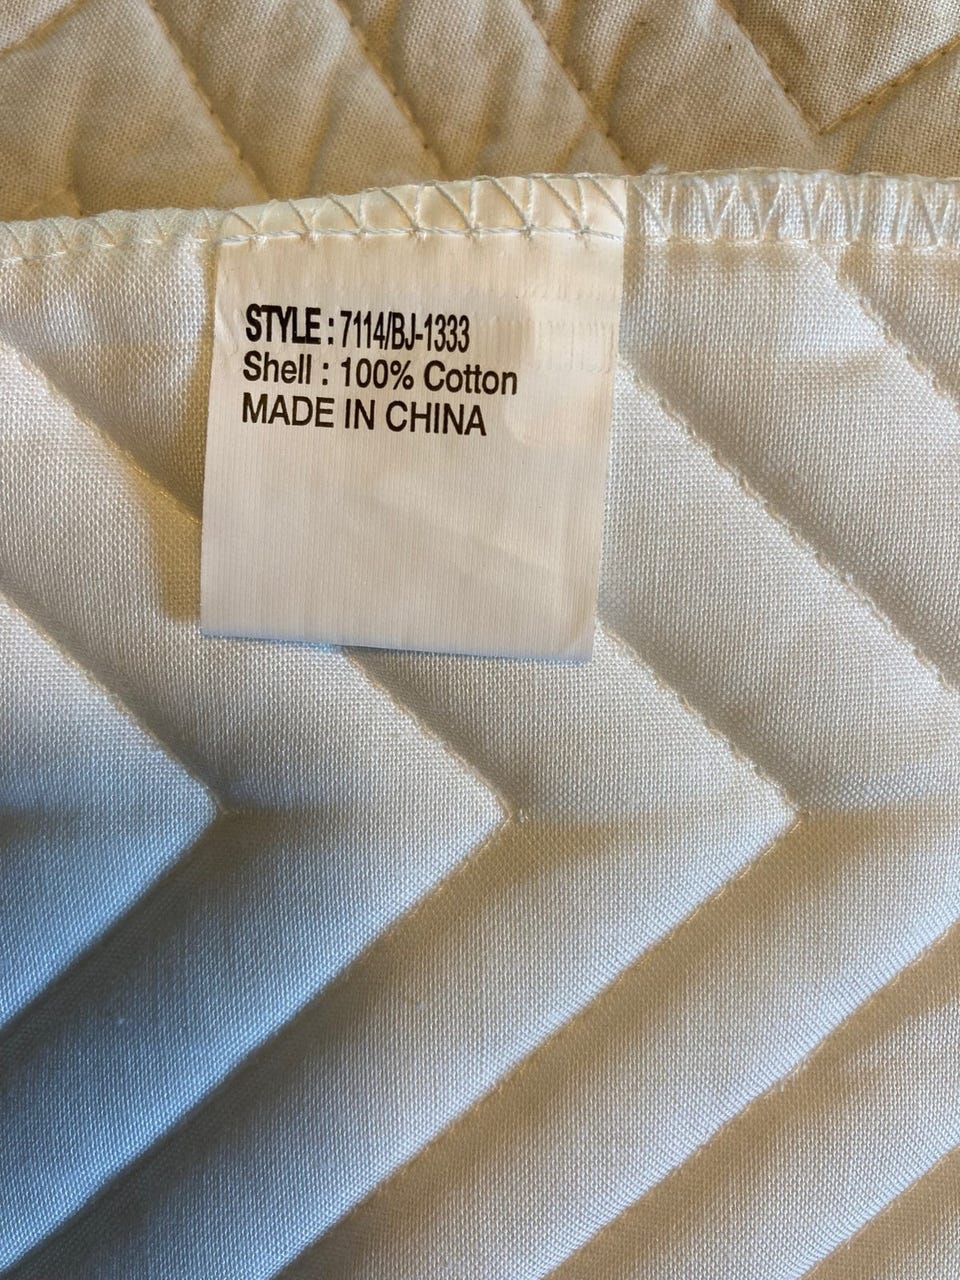 STYLE : 7114/BJ-1333
Shell : 100% Cotton
MADE IN CHINA